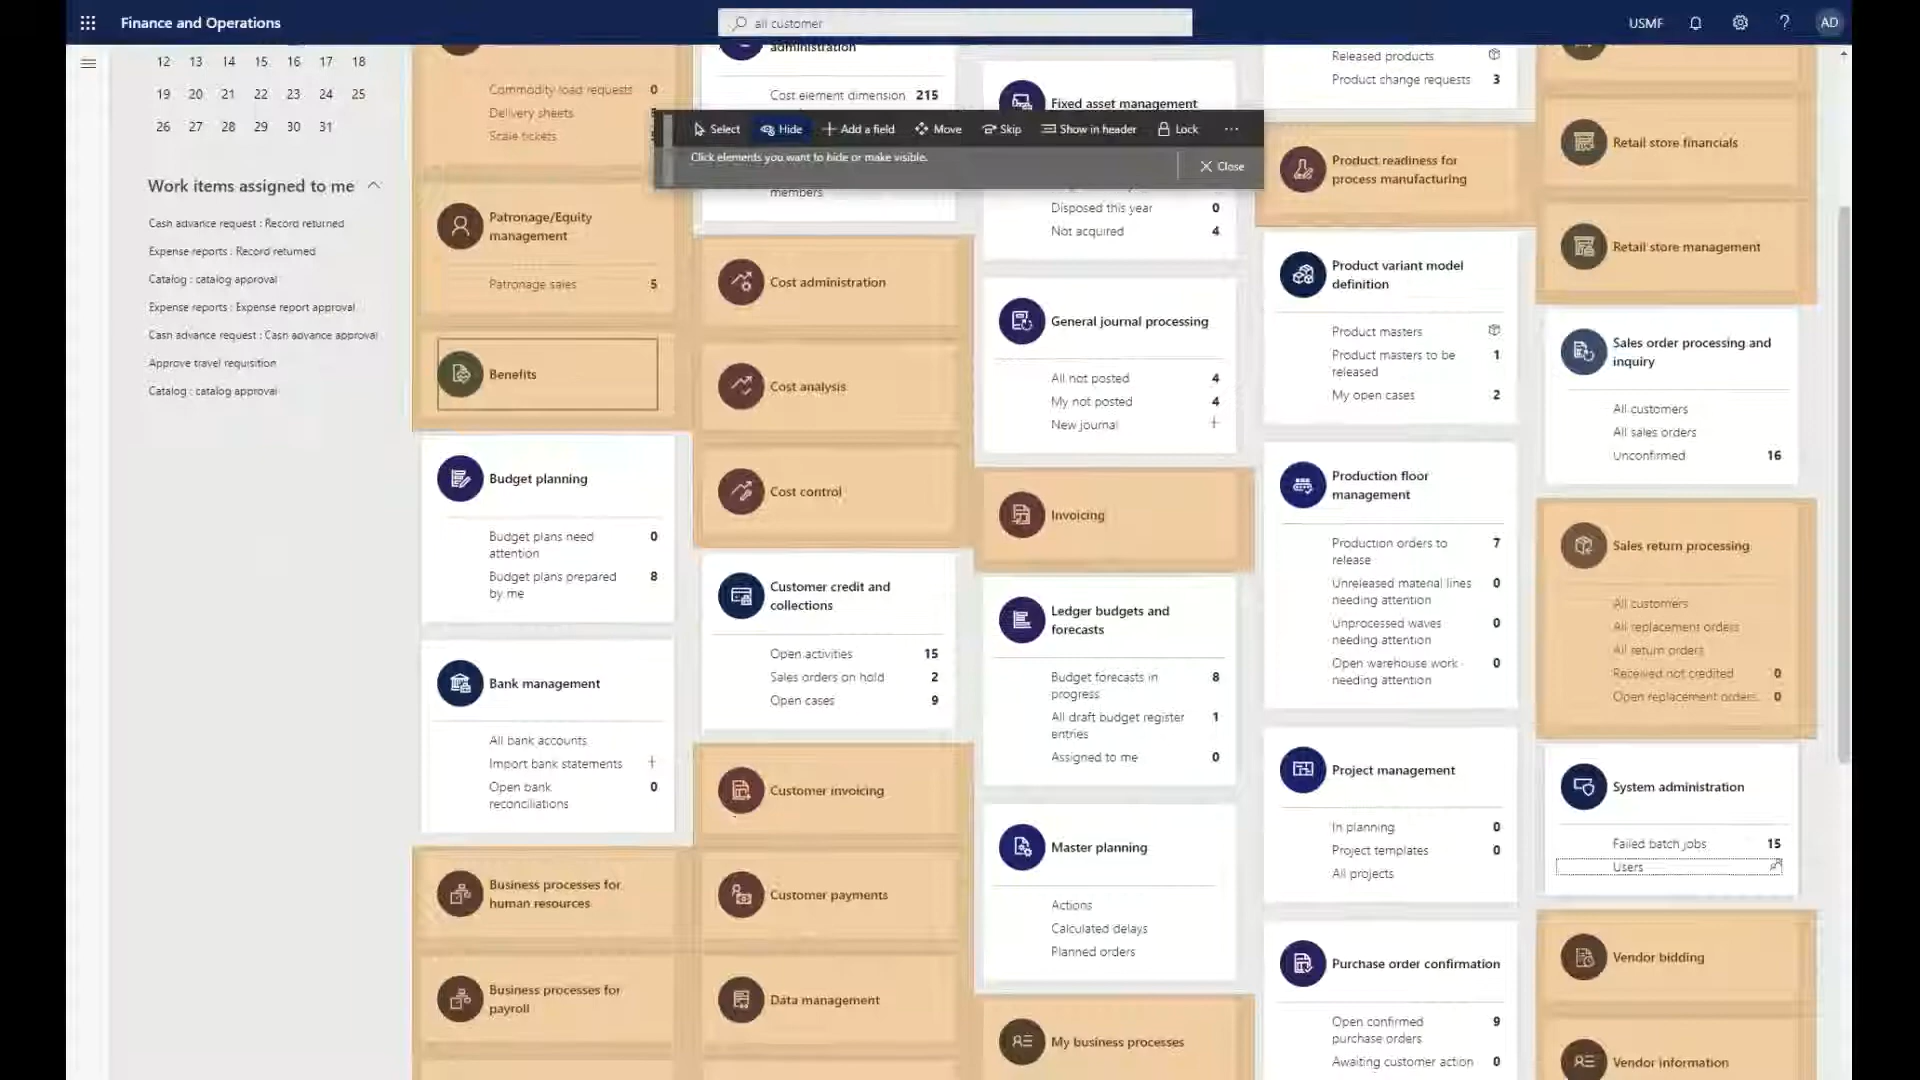 Finance and Operations
all customer
USMF
AD
12 13 14 15 16 17 18
19 20 21 22 23 24 25
26 27 28 29 30 31
Work items assigned to me
Cash advance request : Record returned
Expense reports : Record returned
Catalog : catalog approval
Expense reports : Expense report approval
Cash advance request : Cash advance approval
Approve travel requisition
Catalog : catalog approval
Select Hide Add a field Move Skip Show in header Lock
Click elements you want to hide or make visible.
Close
Commodity load requests 0
Delivery sheets
Scale tickets
Patronage/Equity
management
Patronage sales 5
Benefits
Budget planning
Budget plans need
attention 0
Budget plans prepared
by me 8
Bank management
All bank accounts
Import bank statements
Open bank
reconciliations 0
Business processes for
human resources
Business processes for
payroll
administration
Cost element dimension 215
members
Cost administration
Cost analysis
Cost control
Customer credit and
collections
Open activities 15
Sales orders on hold 2
Open cases 9
Customer invoicing
Customer payments
Data management
Fixed asset management
Disposed this year 0
Not acquired 4
General journal processing
All not posted 4
My not posted 4
New journal
Invoicing
Ledger budgets and
forecasts
Budget forecasts in
progress 8
All draft budget register
entries 1
Assigned to me 0
Master planning
Actions
Calculated delays
Planned orders
My business processes
Released products
Product change requests 3
Product readiness for
process manufacturing
Product variant model
definition
Product masters
Product masters to be
released 1
My open cases 2
Production floor
management
Production orders to
release 7
Unreleased material lines
needing attention 0
Unprocessed waves
needing attention 0
Open warehouse work
needing attention 0
Project management
In planning 0
Project templates 0
All projects
Purchase order confirmation
Open confirmed
purchase orders 9
Awaiting customer action 0
Retail store financials
Retail store management
Sales order processing and
inquiry
All customers
All sales orders
Unconfirmed 16
Sales return processing
All customers
All replacement orders
All return orders
Received not credited 0
Open replacement orders 0
System administration
Failed batch jobs 15
Users
Vendor bidding
Vendor information